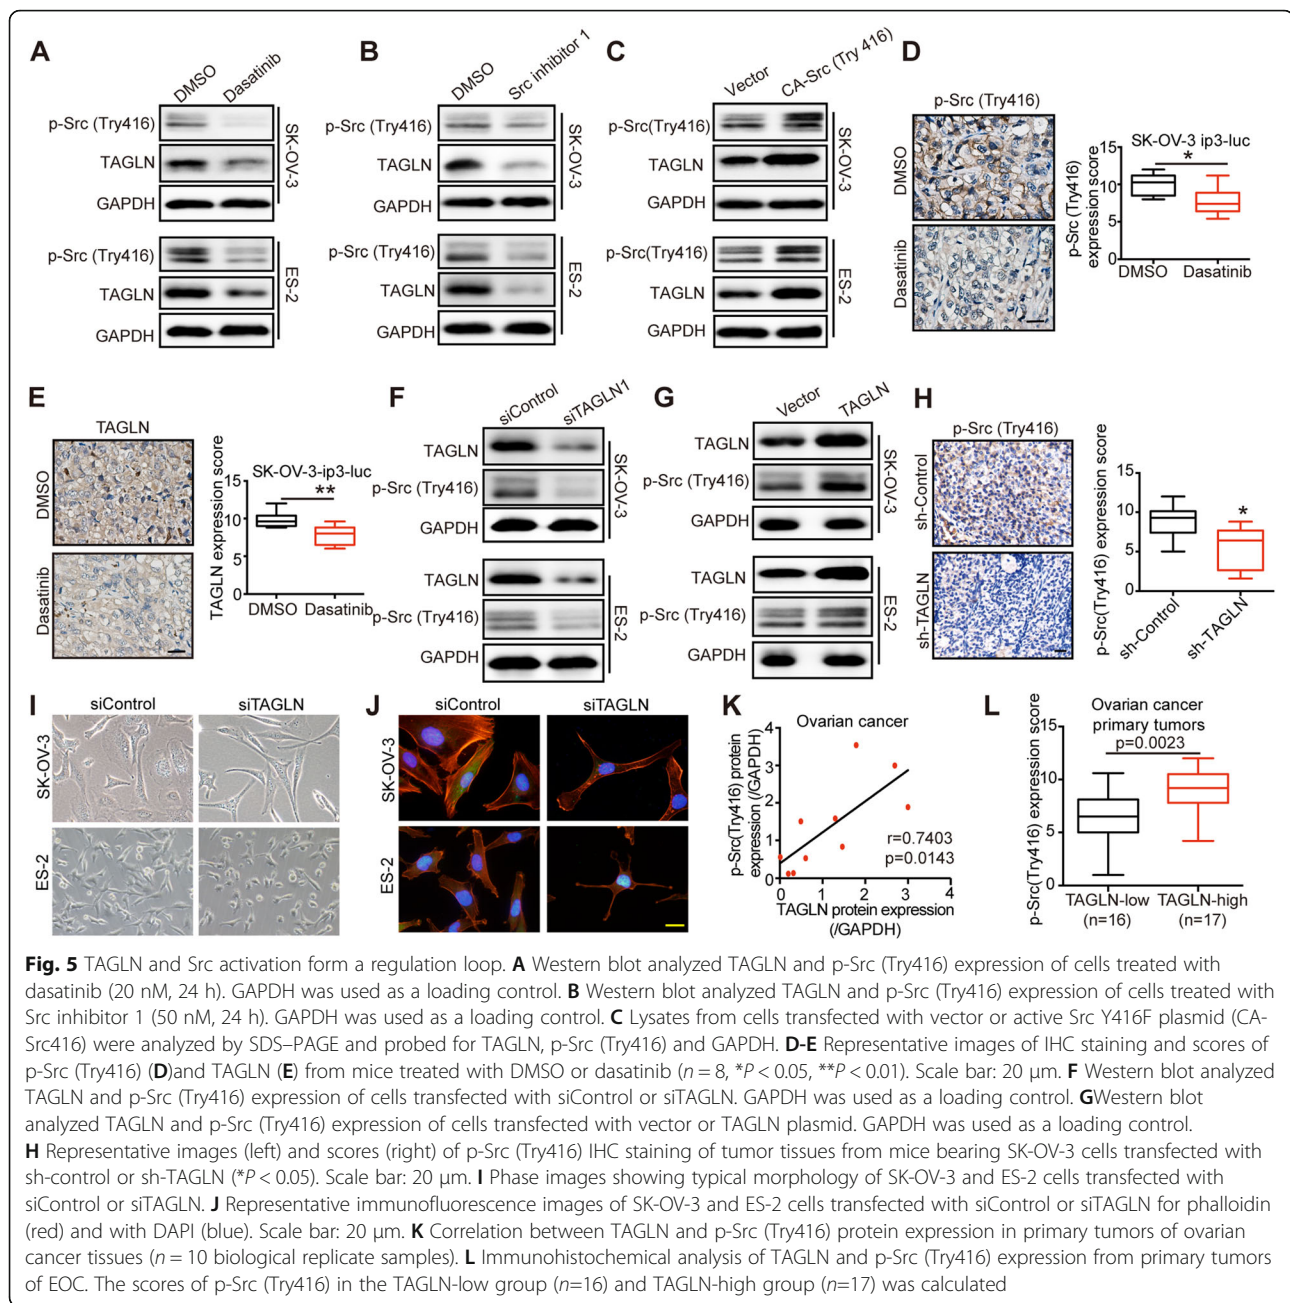 A
DMSO
Dasatinib
p-Src (Try416)
TAGLN
GAPDH
SK-OV-3
p-Src (Try416)
TAGLN
GAPDH
ES-2
B
DMSO
Src inhibitor 1
p-Src (Try416)
TAGLN
GAPDH
SK-OV-3
p-Src (Try416)
TAGLN
GAPDH
ES-2
C
Vector
CA-Src (Try 416)
p-Src(Try416)
TAGLN
GAPDH
SK-OV-3
p-Src(Try416)
TAGLN
GAPDH
ES-2
D
p-Src (Try416)
DMSO
Dasatinib
SK-OV-3 ip3-luc
*
p-Src (Try416)
expression score
15
10
5
0
DMSO
Dasatinib
E
TAGLN
DMSO
Dasatinib
SK-OV-3-ip3-luc
**
TAGLN expression score
15
10
5
0
DMSO
Dasatinib
F
siControl
siTAGLN1
TAGLN
p-Src (Try416)
GAPDH
SK-OV-3
TAGLN
p-Src (Try416)
GAPDH
ES-2
G
Vector
TAGLN
TAGLN
p-Src (Try416)
GAPDH
SK-OV-3
TAGLN
p-Src (Try416)
GAPDH
ES-2
H
p-Src (Try416)
sh-Control
sh-TAGLN
p-Src(Try416) expression score
15
10
5
0
*
sh-Control
sh-TAGLN
I
siControl
siTAGLN
SK-OV-3
ES-2
J
siControl
siTAGLN
SK-OV-3
ES-2
K
Ovarian cancer
p-Src(Try416) protein
expression (/GAPDH)
4
3
2
1
0
r=0.7403
p=0.0143
0
1
2
3
4
TAGLN protein expression
(/GAPDH)
L
Ovarian cancer
primary tumors
p=0.0023
p-Src(Try416) expression score
15
10
5
0
TAGLN-low
(n=16)
TAGLN-high
(n=17)
Fig. 5 TAGLN and Src activation form a regulation loop. A Western blot analyzed TAGLN and p-Src (Try416) expression of cells treated with
dasatinib (20 nM, 24 h). GAPDH was used as a loading control. B Western blot analyzed TAGLN and p-Src (Try416) expression of cells treated with
Src inhibitor 1 (50 nM, 24 h). GAPDH was used as a loading control. C Lysates from cells transfected with vector or active Src Y416F plasmid (CA-
Src416) were analyzed by SDS–PAGE and probed for TAGLN, p-Src (Try416) and GAPDH. D-E Representative images of IHC staining and scores of
p-Src (Try416) (D)and TAGLN (E) from mice treated with DMSO or dasatinib (n = 8, *P < 0.05, **P < 0.01). Scale bar: 20 μm. F Western blot analyzed
TAGLN and p-Src (Try416) expression of cells transfected with siControl or siTAGLN. GAPDH was used as a loading control. GWestern blot
analyzed TAGLN and p-Src (Try416) expression of cells transfected with vector or TAGLN plasmid. GAPDH was used as a loading control.
H Representative images (left) and scores (right) of p-Src (Try416) IHC staining of tumor tissues from mice bearing SK-OV-3 cells transfected with
sh-control or sh-TAGLN (*P < 0.05). Scale bar: 20 μm. I Phase images showing typical morphology of SK-OV-3 and ES-2 cells transfected with
siControl or siTAGLN. J Representative immunofluorescence images of SK-OV-3 and ES-2 cells transfected with siControl or siTAGLN for phalloidin
(red) and with DAPI (blue). Scale bar: 20 μm. K Correlation between TAGLN and p-Src (Try416) protein expression in primary tumors of ovarian
cancer tissues (n = 10 biological replicate samples). L Immunohistochemical analysis of TAGLN and p-Src (Try416) expression from primary tumors
of EOC. The scores of p-Src (Try416) in the TAGLN-low group (n=16) and TAGLN-high group (n=17) was calculated